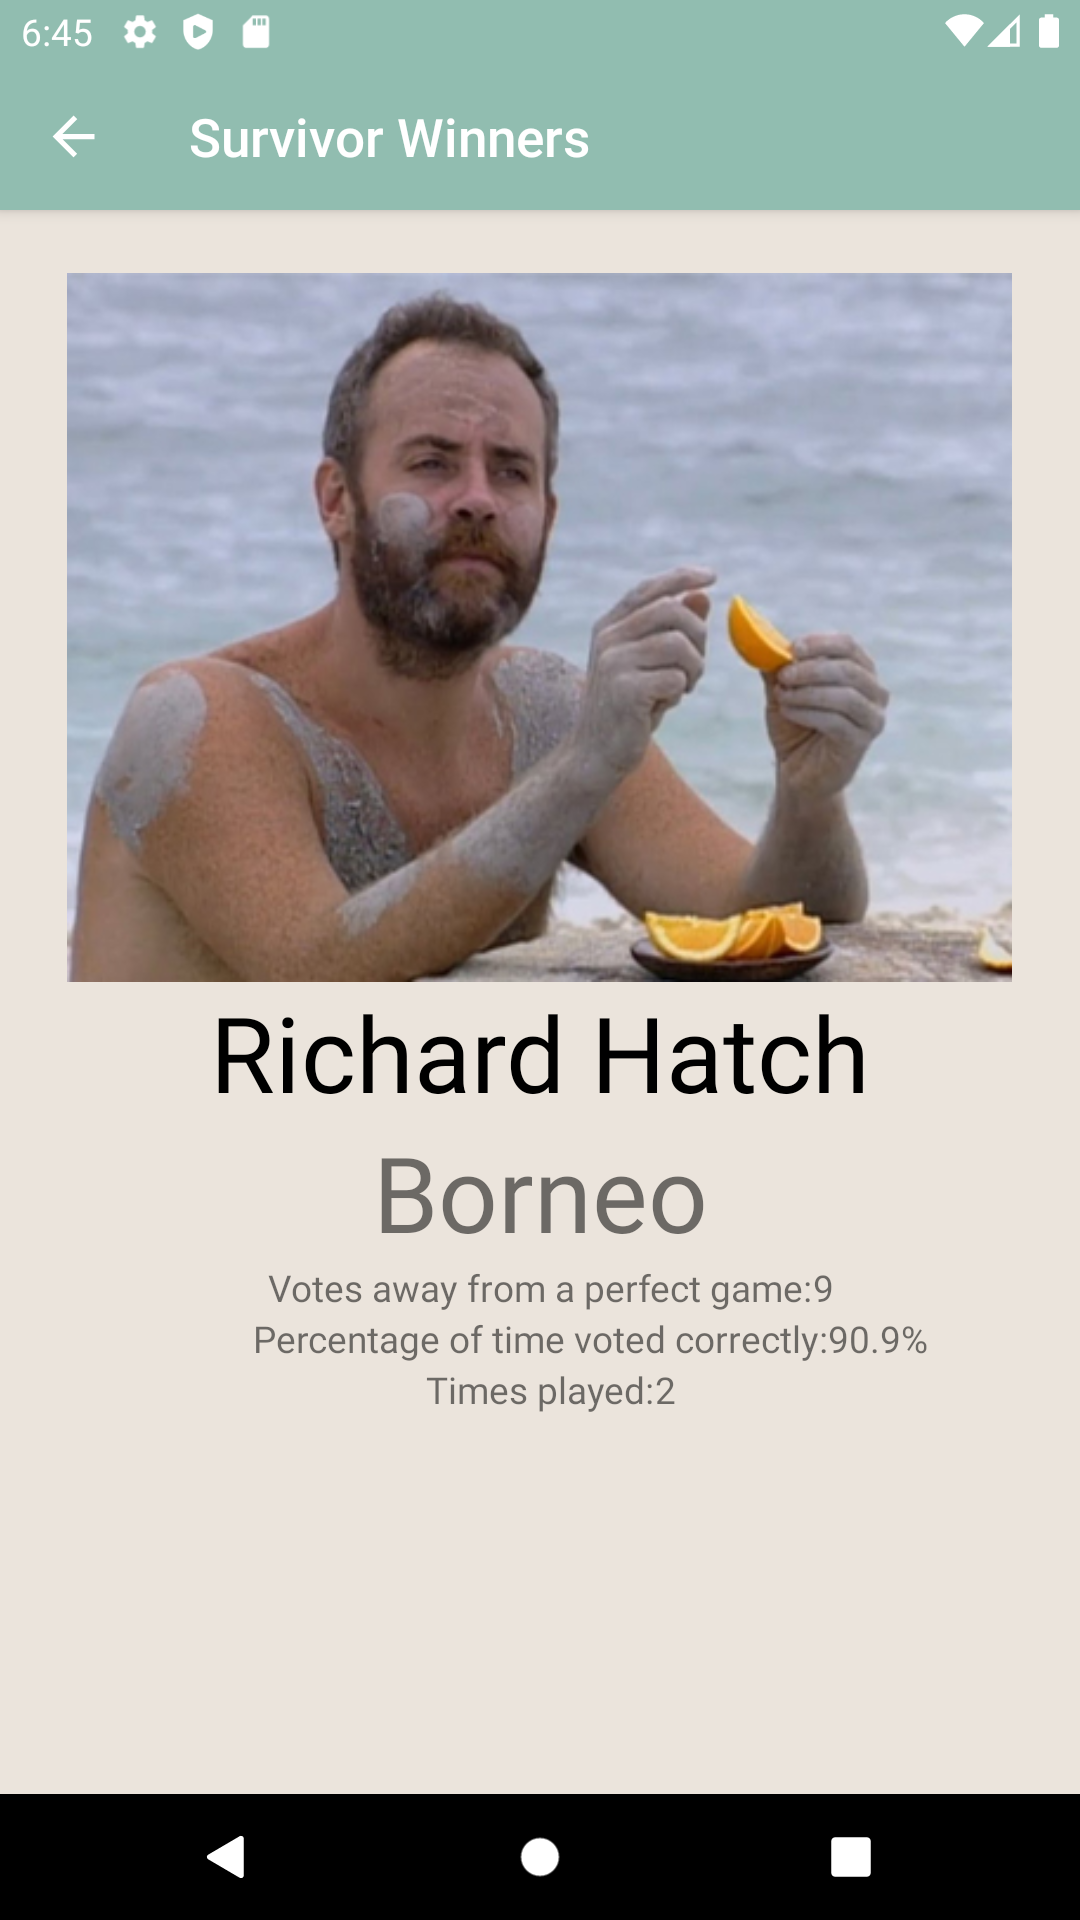 6:45
Survivor Winners
Richard Hatch
Borneo
Votes away from a perfect game:9
Percentage of time voted correctly:90.9%
Times played:2